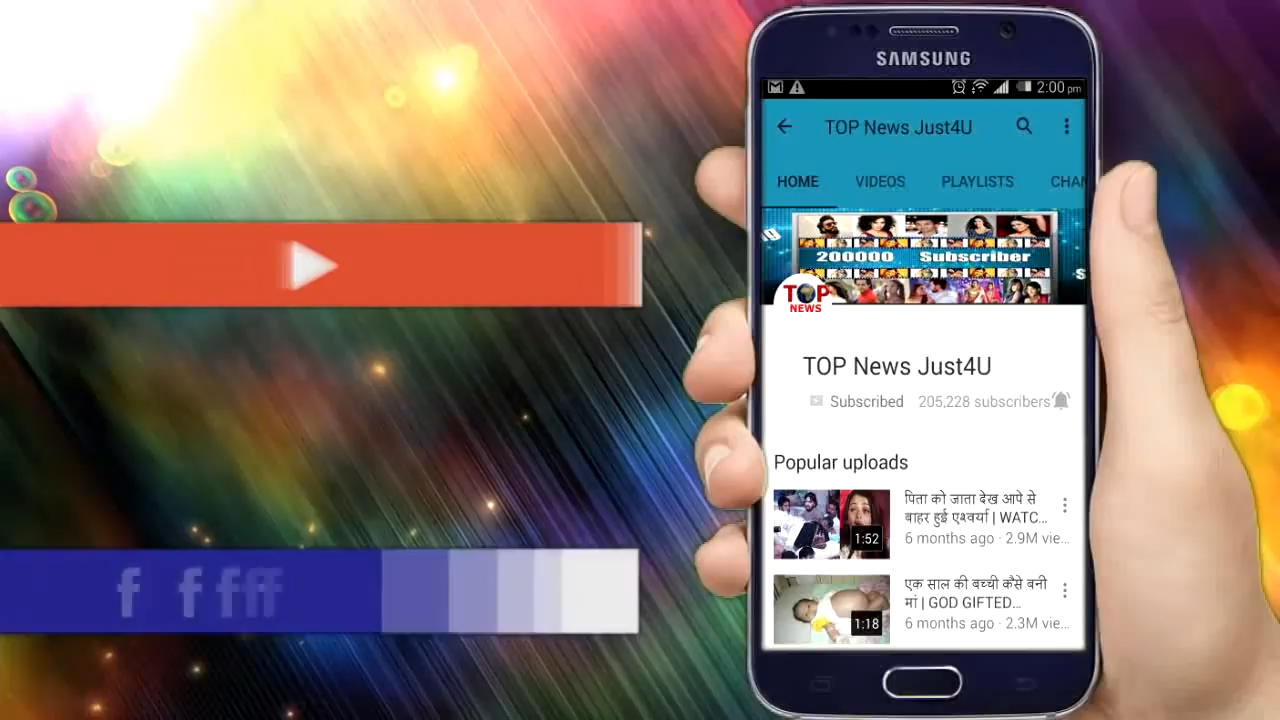 SAMSUNG
2:00 pm
TOP News Just4U
HOME VIDEOS PLAYLISTS CHAN
200000 Subscriber
TOP
NEWS
TOP News Just4U
Subscribed 205,228 subscribers
Popular uploads
पिता को जाता देख आपे से
बाहर हुई एश्वर्या | WATC...
6 months ago · 2.9M vie...
1:52
एक साल की बच्ची कैसे बनी
मां | GOD GIFTED...
6 months ago · 2.3M vie...
1:18
f f f f f